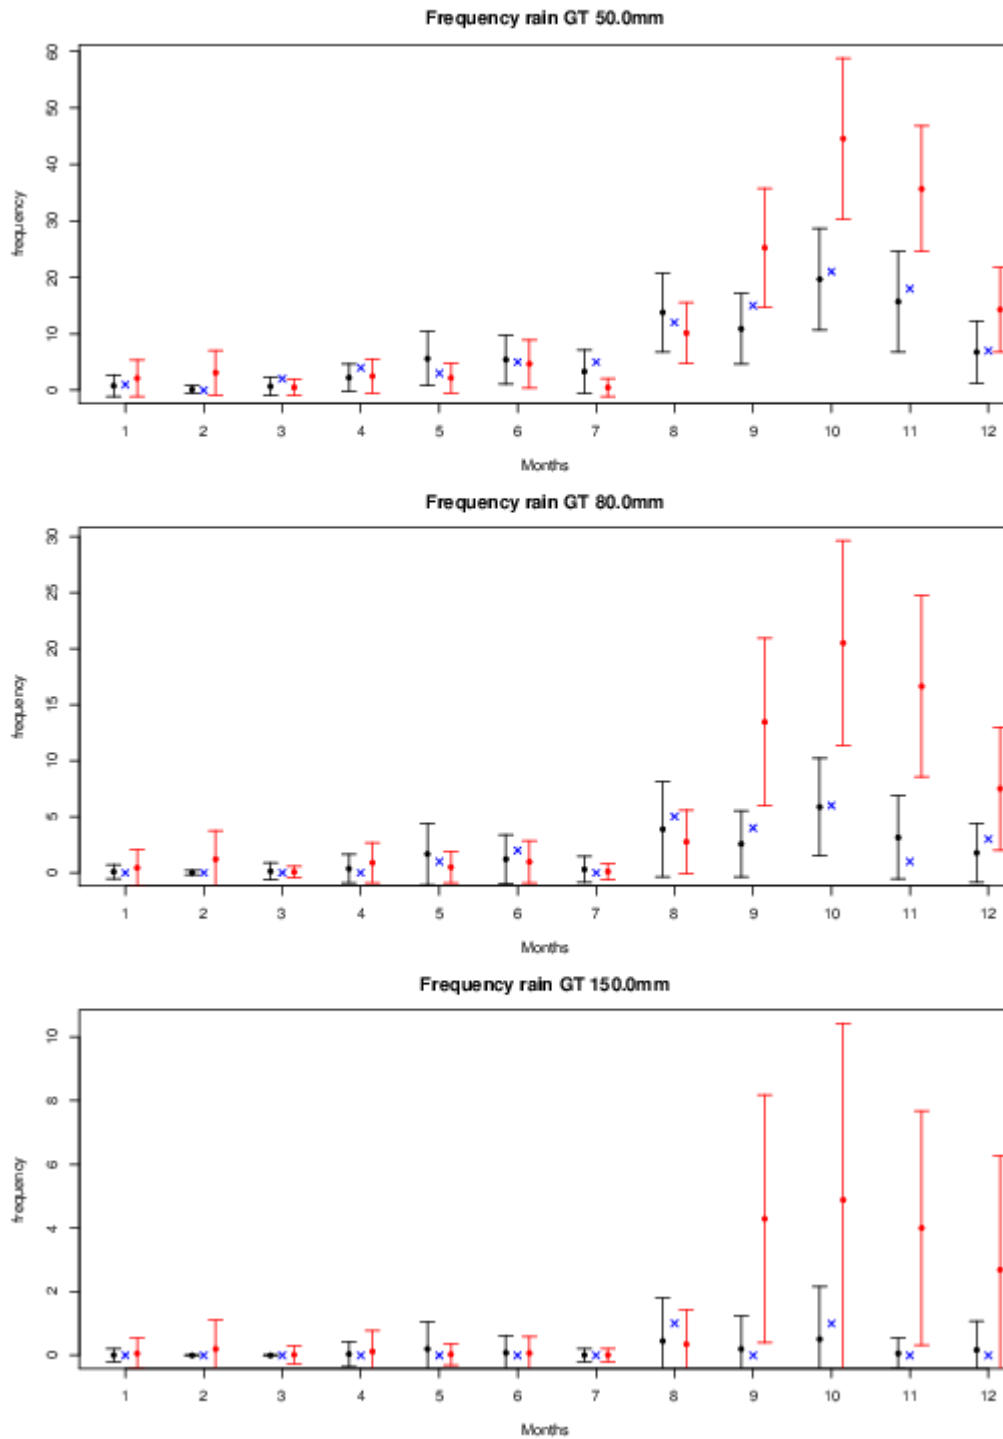 Frequency rain GT 50.0mm
60
50
40
30
20
10
0
frequency
1 2 3 4 5 6 7 8 9 10 11 12
Months
Frequency rain GT 80.0mm
30
25
20
15
10
5
0
frequency
1 2 3 4 5 6 7 8 9 10 11 12
Months
Frequency rain GT 150.0mm
10
8
6
4
2
0
frequency
1 2 3 4 5 6 7 8 9 10 11 12
Months